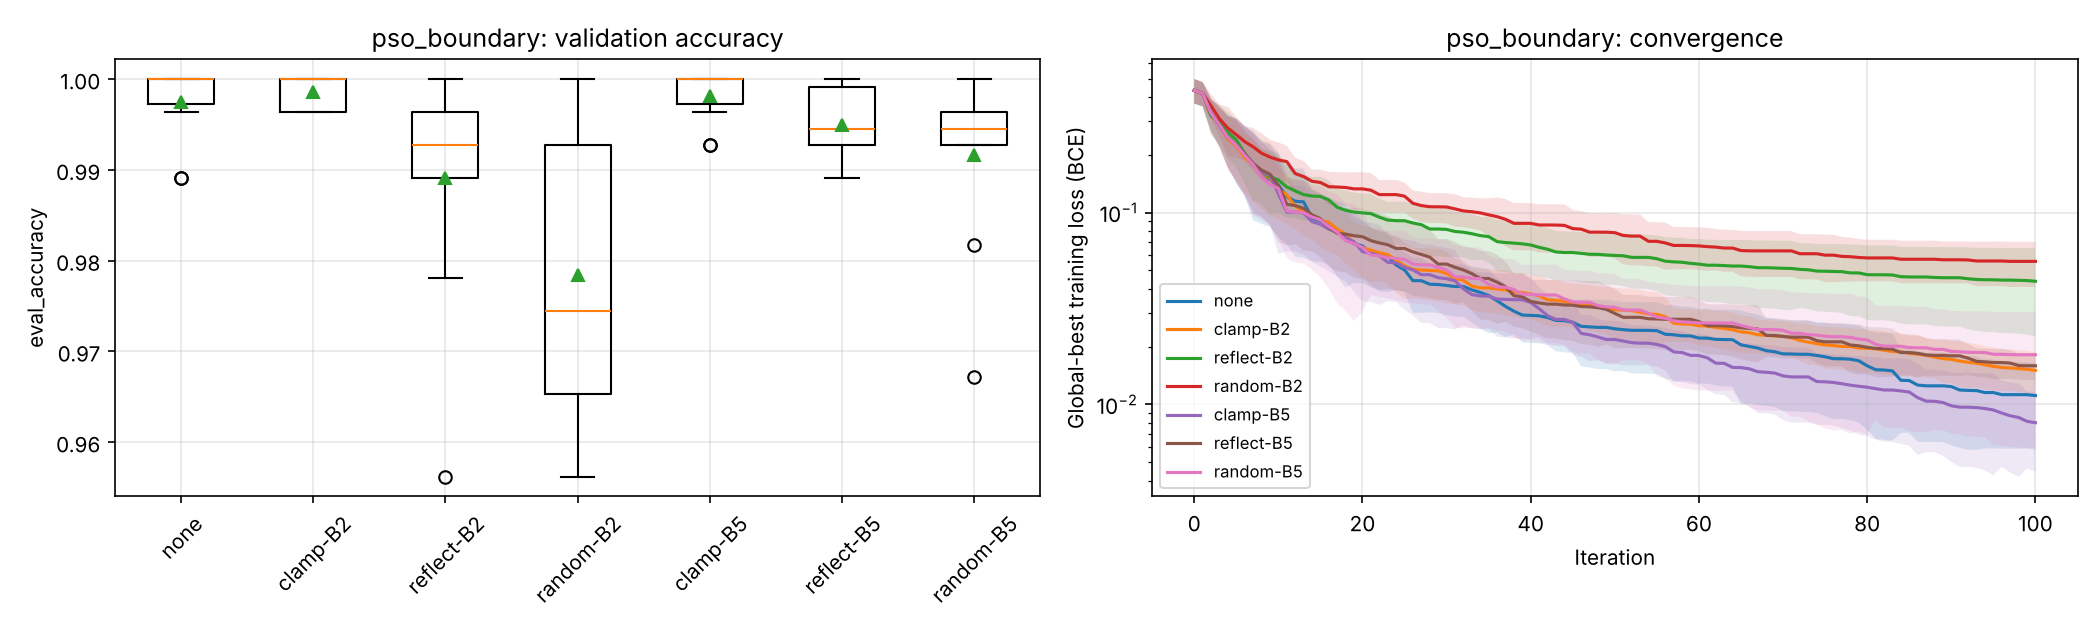 pso_boundary: validation accuracy
eval_accuracy
1.00
0.99
0.98
0.97
0.96
none
clamp-B2
reflect-B2
random-B2
clamp-B5
reflect-B5
random-B5
pso_boundary: convergence
Global-best training loss (BCE)
10⁻¹
10⁻²
none
clamp-B2
reflect-B2
random-B2
clamp-B5
reflect-B5
random-B5
0 20 40 60 80 100
Iteration